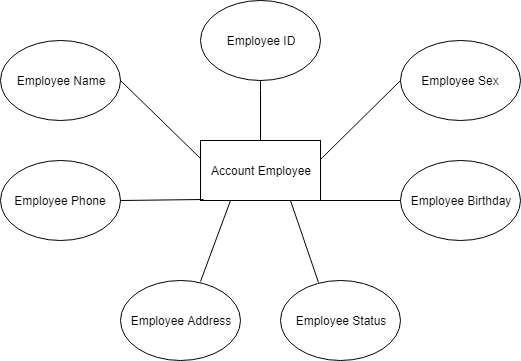 Employee ID
Employee Name
Employee Sex
Account Employee
Employee Phone
Employee Birthday
Employee Address
Employee Status